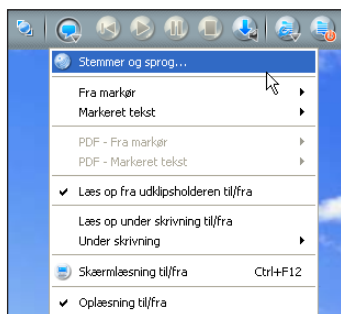 Stemmer og sprog...
Fra markør
Markeret tekst
PDF - Fra markør
PDF - Markeret tekst
Læs op fra udklipsholderen til/fra
Læs op under skrivning til/fra
Under skrivning
Skærmlæsning til/fra Ctrl+F12
Oplæsning til/fra